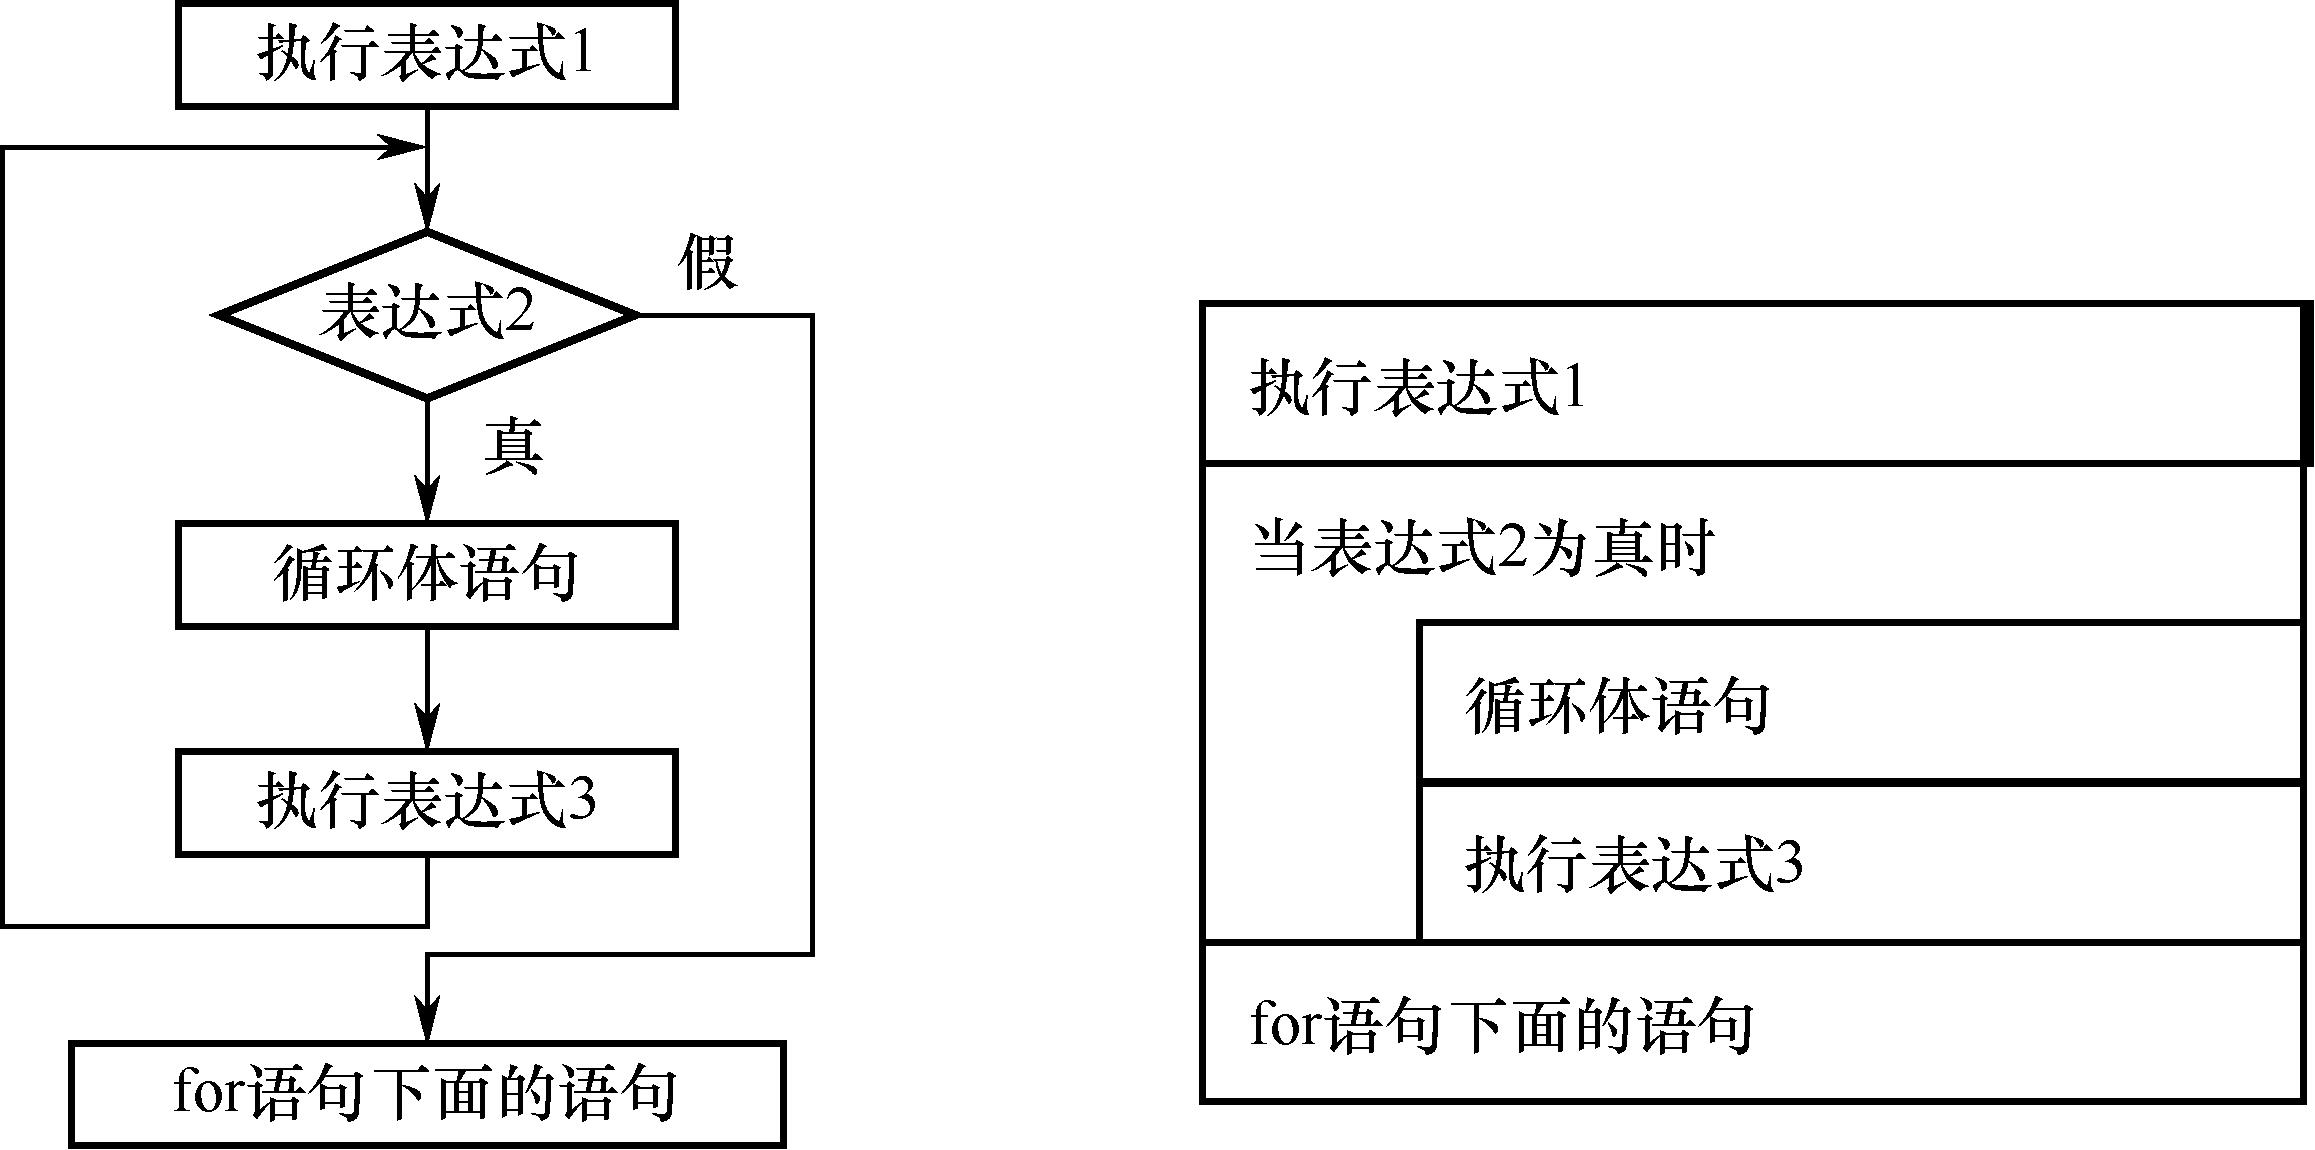 执行表达式1
表达式2
假
真
循环体语句
执行表达式3
for语句下面的语句
执行表达式1
当表达式2为真时
循环体语句
执行表达式3
for语句下面的语句